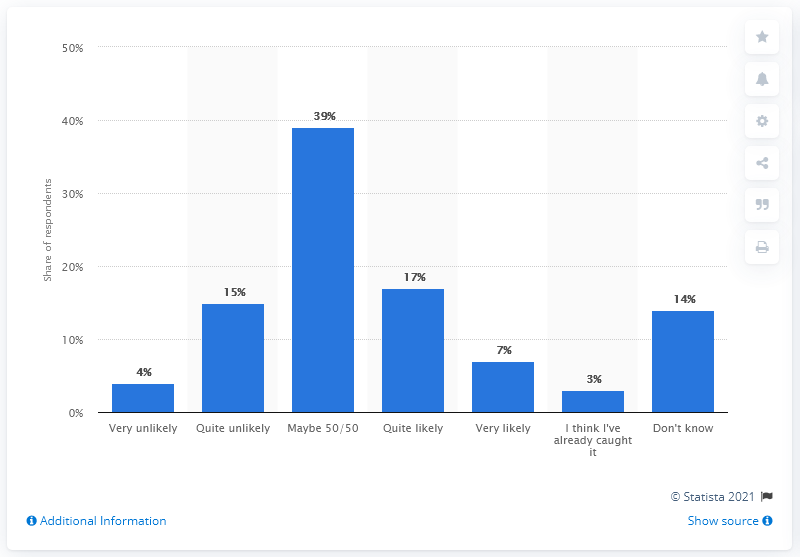 50%
40%
30%
20%
10%
0%
Share of respondents
4%
15%
39%
17%
7%
3%
14%
Very unlikely
Quite unlikely
Maybe 50/50
Quite likely
Very likely
I think I've
already caught
it
Don't know
© Statista 2021
Additional Information
Show source